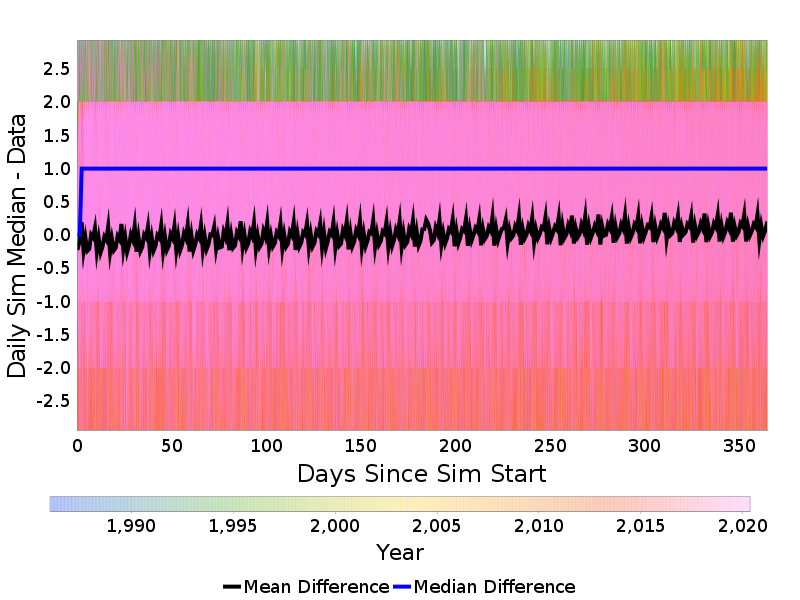 Daily Sim Median - Data
2.5
2.0
1.5
1.0
0.5
0.0
-0.5
-1.0
-1.5
-2.0
-2.5
0 50 100 150 200 250 300 350
Days Since Sim Start
1,990 1,995 2,000 2,005 2,010 2,015 2,020
Year
Mean Difference Median Difference